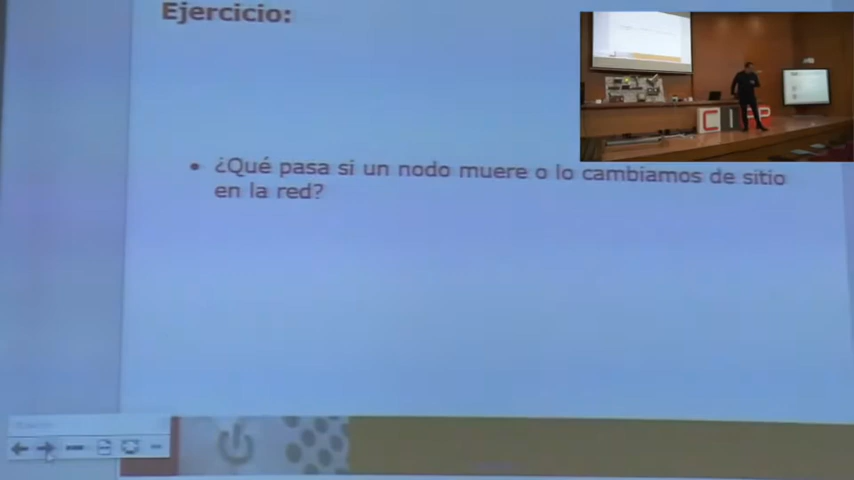 Ejercicio:
• ¿Qué pasa si un nodo muere o lo cambiamos de sitio
en la red?